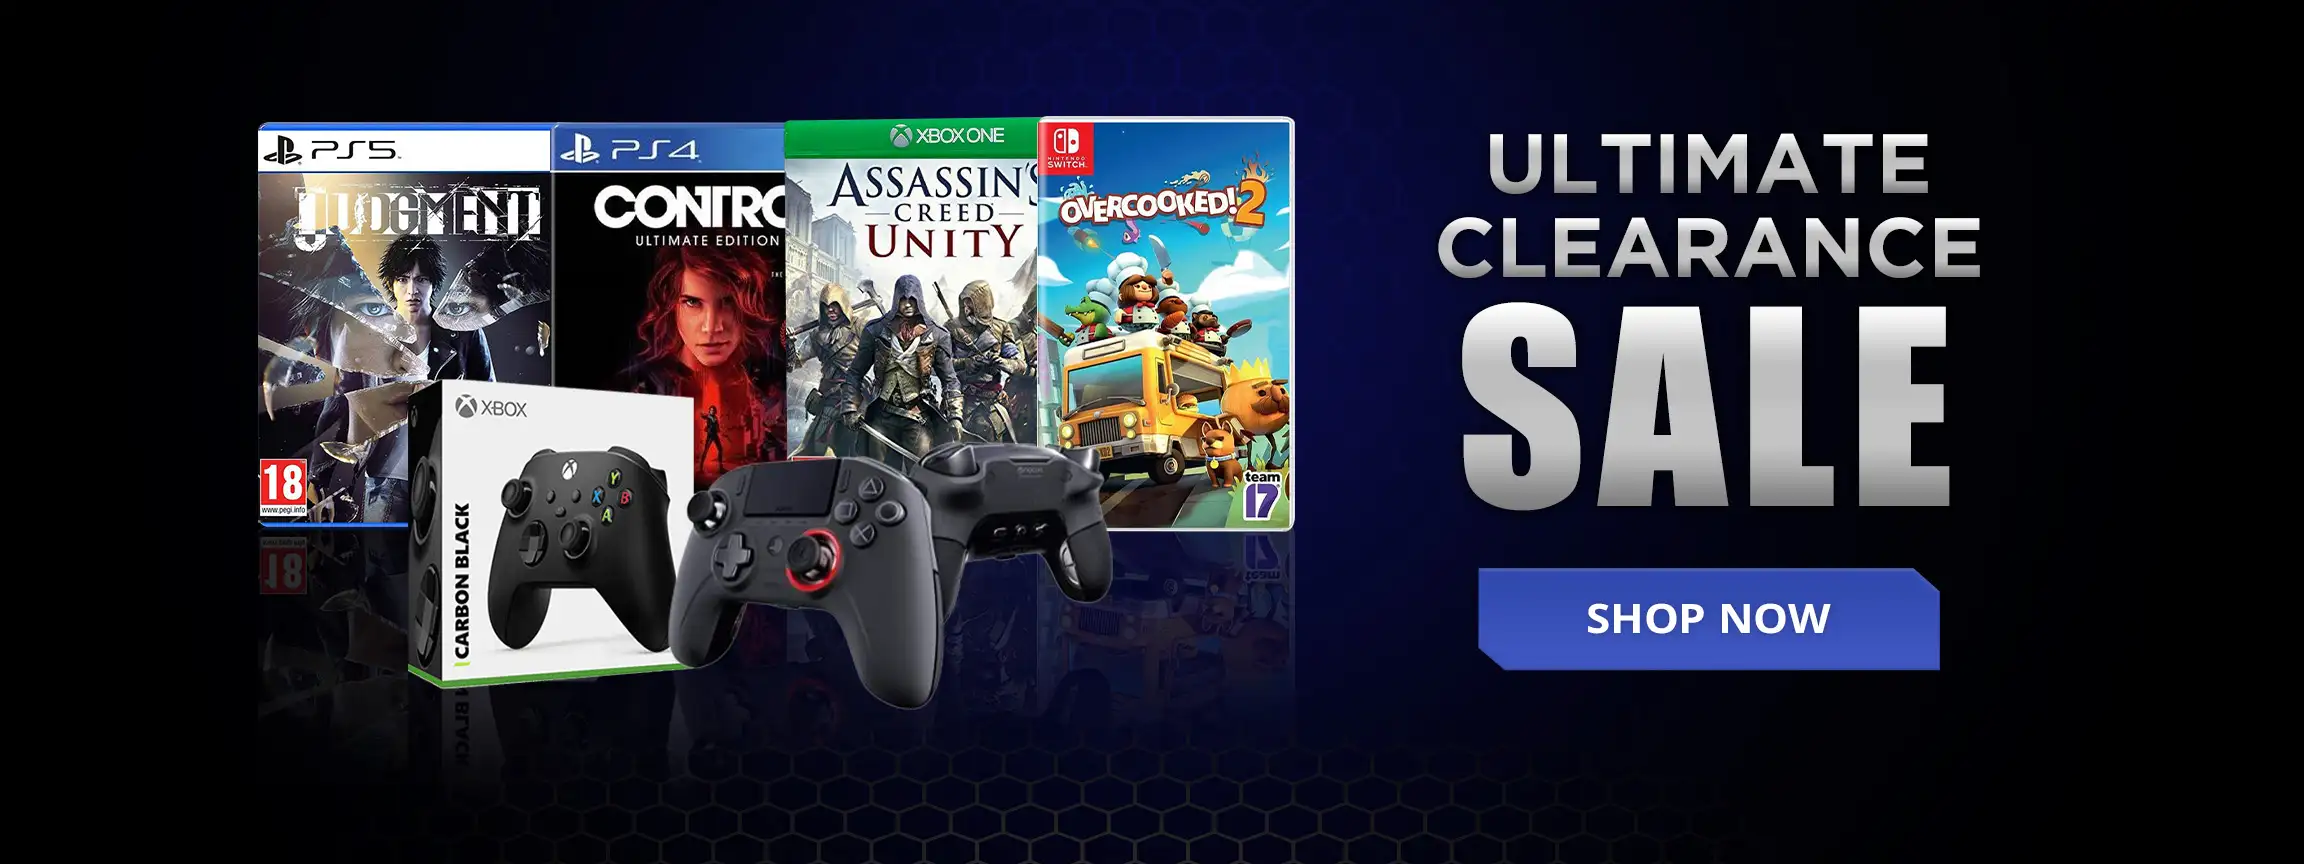 PS5
JUDGMENT
18
www.pegi.info
PS4
CONTRO
ULTIMATE EDITION
XBOX ONE
ASSASSIN'S
CREED
UNITY
NINTENDO
SWITCH
OVERCOOKED! 2
team
17
XBOX
CARBON BLACK
Y
X
B
A
ULTIMATE
CLEARANCE
SALE
SHOP NOW